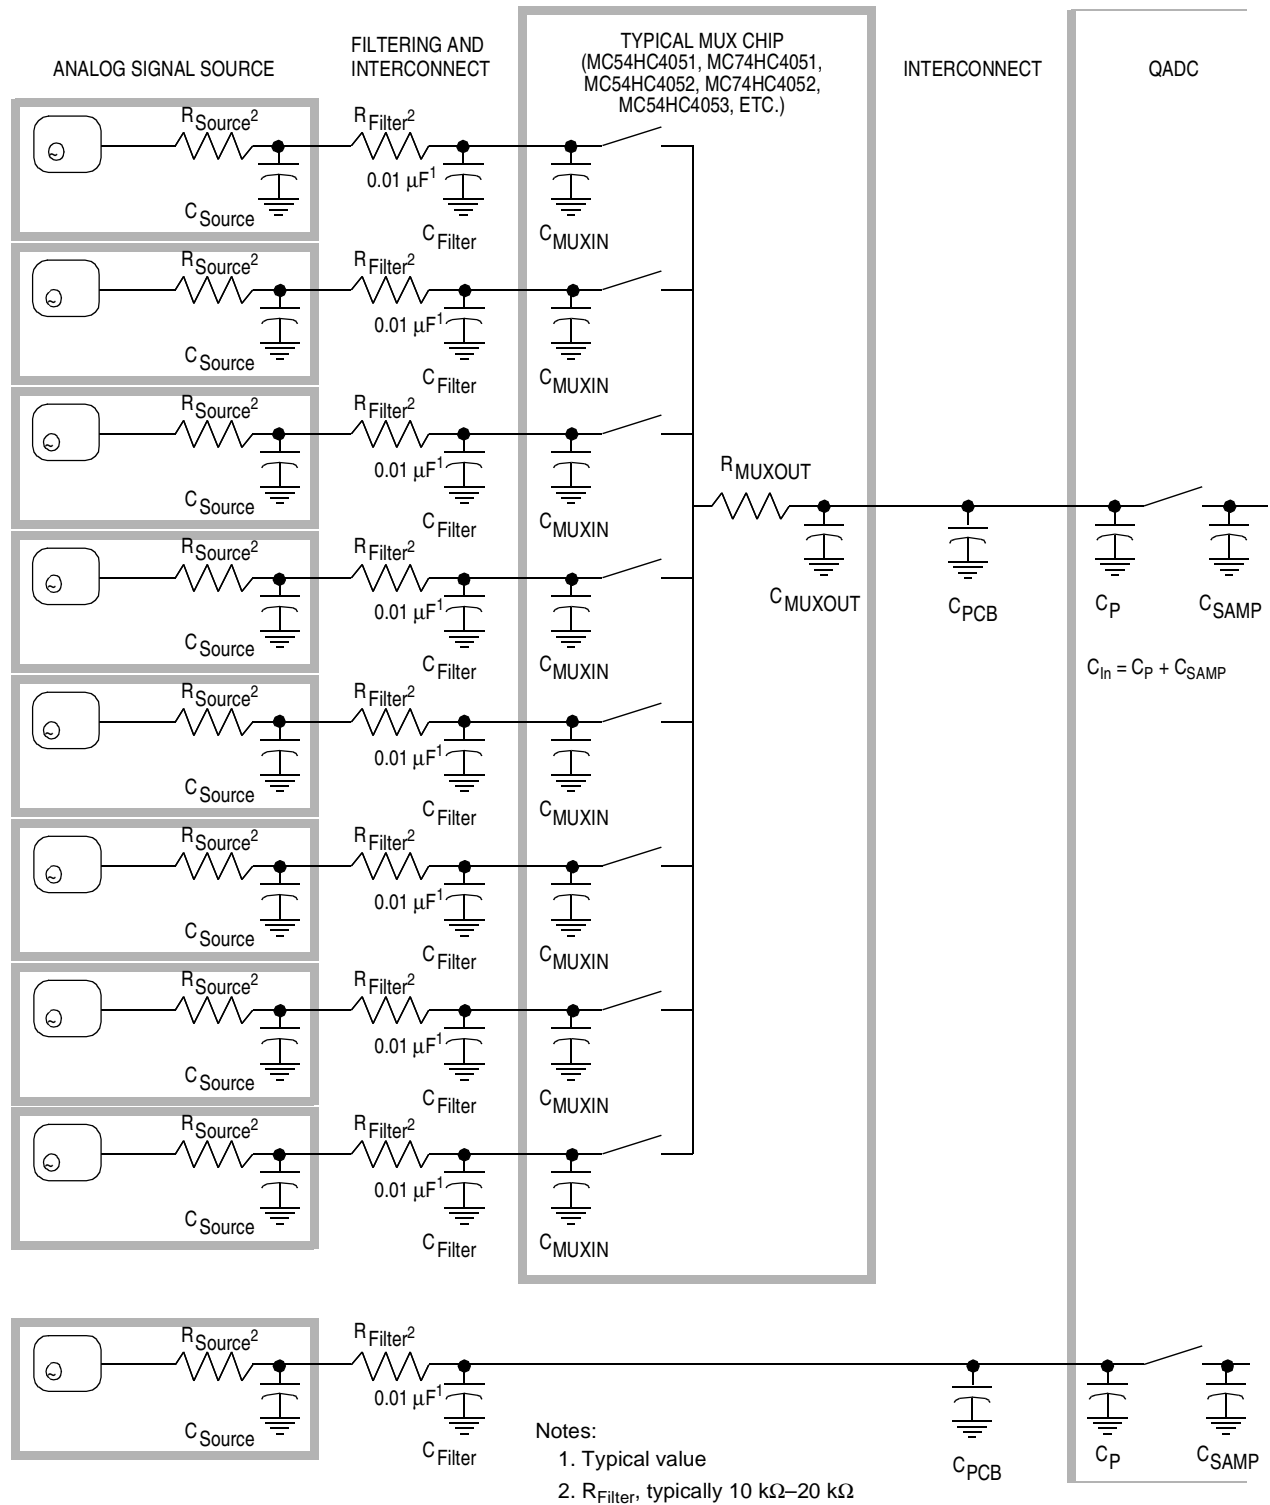 ANALOG SIGNAL SOURCE
FILTERING AND
INTERCONNECT
TYPICAL MUX CHIP
(MC54HC4051, MC74HC4051,
MC54HC4052, MC74HC4052,
MC54HC4053, ETC.)
INTERCONNECT
QADC
~
RSource2
CSource
RFilter2
0.01 µF1
CFilter
CMUXIN
~
RSource2
CSource
RFilter2
0.01 µF1
CFilter
CMUXIN
~
RSource2
CSource
RFilter2
0.01 µF1
CFilter
CMUXIN
RMUXOUT
CMUXOUT
CPCB
CP
CSAMP
CIn = CP + CSAMP
~
RSource2
CSource
RFilter2
0.01 µF1
CFilter
CMUXIN
~
RSource2
CSource
RFilter2
0.01 µF1
CFilter
CMUXIN
~
RSource2
CSource
RFilter2
0.01 µF1
CFilter
CMUXIN
~
RSource2
CSource
RFilter2
0.01 µF1
CFilter
CMUXIN
~
RSource2
CSource
RFilter2
0.01 µF1
CFilter
CMUXIN
~
RSource2
CSource
RFilter2
0.01 µF1
CFilter
CPCB
CP
CSAMP
Notes:
1. Typical value
2. RFilter, typically 10 kΩ–20 kΩ